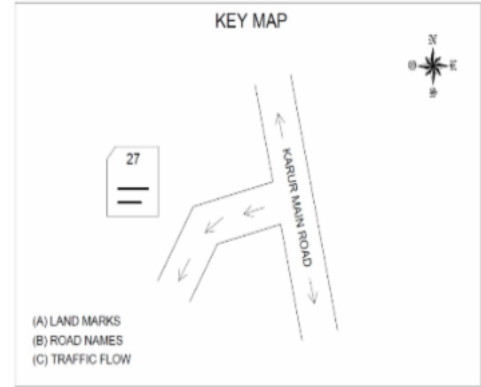 KEY MAP
N
O E
S
27
KARUR MAIN ROAD
(A) LAND MARKS
(B) ROAD NAMES
(C) TRAFFIC FLOW